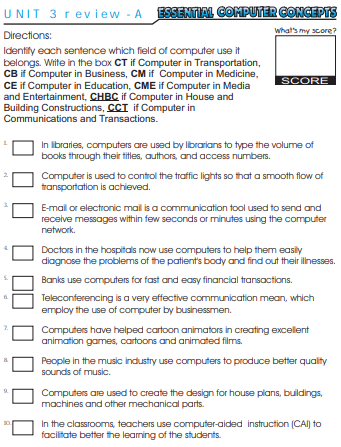 UNIT 3 review - A ESSENTIAL COMPUTER CONCEPTS
Directions:
What's my score?
SCORE
Identify each sentence which field of computer use it
belongs. Write in the box CT if Computer in Transportation,
CB if Computer in Business, CM if Computer in Medicine,
CE if Computer in Education, CME if Computer in Media
and Entertainment, CHBC if Computer in House and
Building Constructions, CCT if Computer in
Communications and Transactions.
1. In libraries, computers are used by librarians to type the volume of
books through their titles, authors, and access numbers.
2. Computer is used to control the traffic lights so that a smooth flow of
transportation is achieved.
3. E-mail or electronic mail is a communication tool used to send and
receive messages within few seconds or minutes using the computer
network.
4. Doctors in the hospitals now use computers to help them easily
diagnose the problems of the patient's body and find out their illnesses.
5. Banks use computers for fast and easy financial transactions.
6. Teleconferencing is a very effective communication mean, which
employ the use of computer by businessmen.
7. Computers have helped cartoon animators in creating excellent
animation games, cartoons and animated films.
8. People in the music industry use computers to produce better quality
sounds of music.
9. Computers are used to create the design for house plans, buildings,
machines and other mechanical parts.
10. In the classrooms, teachers use computer-aided instruction (CAI) to
facilitate better the learning of the students.